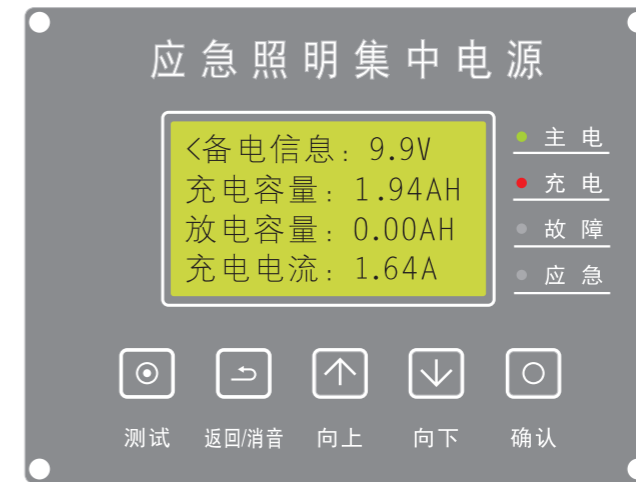 应急照明集中电源
<备电信息: 9.9V
充电容量: 1.94AH
放电容量: 0.00AH
充电电流: 1.64A
主电
充电
故障
应急
测试
返回/消音
向上
向下
确认